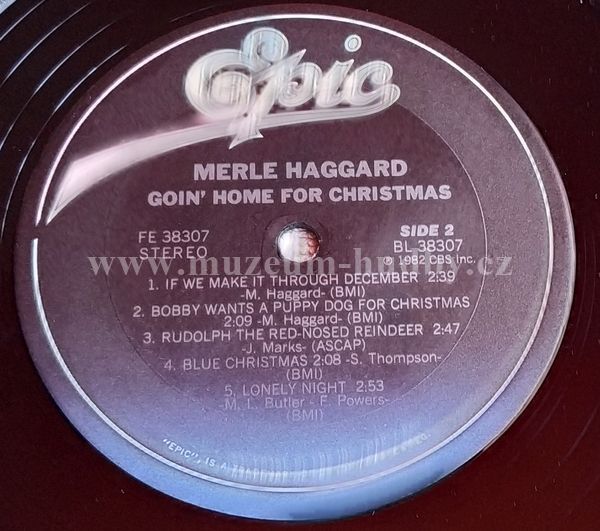 Epic
MERLE HAGGARD
GOIN' HOME FOR CHRISTMAS
FE 38307
STEREO
SIDE 2
BL 38307
℗ 1982 CBS Inc.
www.muzeum-hudby.cz
1. IF WE MAKE IT THROUGH DECEMBER 2:39
-M. Haggard- (BMI)
2. BOBBY WANTS A PUPPY DOG FOR CHRISTMAS
2:09 -M. Haggard- (BMI)
3. RUDOLPH THE RED-NOSED REINDEER 2:47
-J. Marks- (ASCAP)
4. BLUE CHRISTMAS 2:08 -S. Thompson-
(BMI)
5. LONELY NIGHT 2:53
-M. L. Butler - F. Powers-
(BMI)
"EPIC", IS A